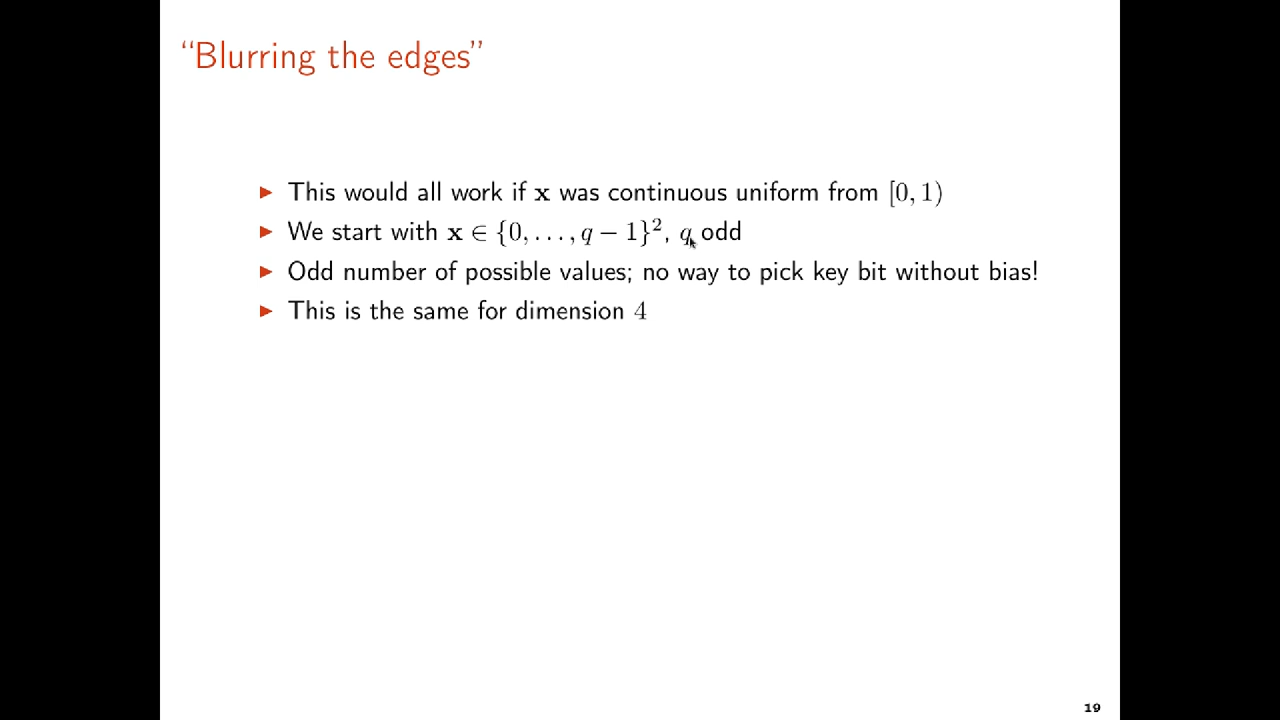 “Blurring the edges”
▶ This would all work if x was continuous uniform from [0, 1)
▶ We start with x ∈ {0, . . . , q − 1}², q odd
▶ Odd number of possible values; no way to pick key bit without bias!
▶ This is the same for dimension 4
19